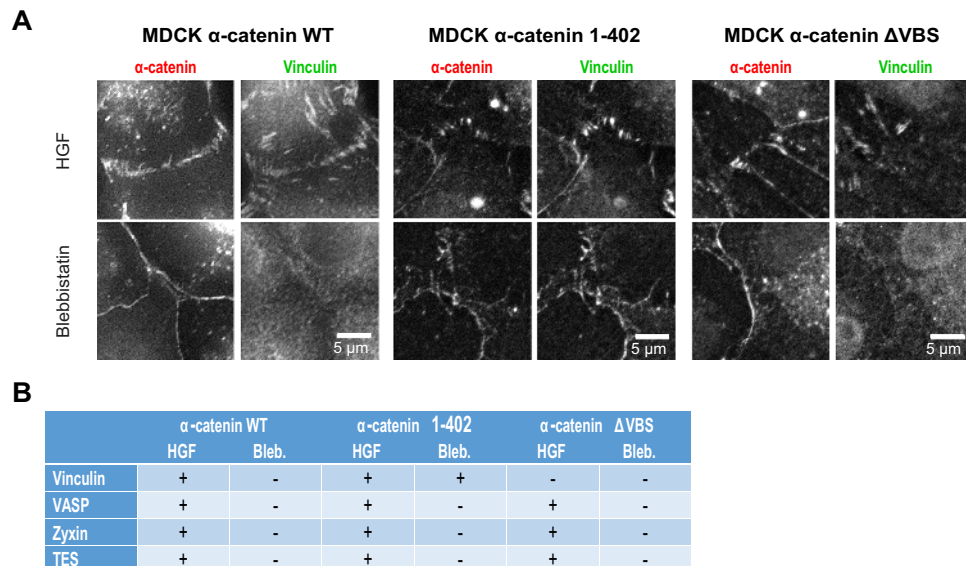 A
MDCK α-catenin WT MDCK α-catenin 1-402 MDCK α-catenin ΔVBS
α-catenin Vinculin α-catenin Vinculin α-catenin Vinculin
HGF
Blebbistatin
5 µm 5 µm 5 µm
B
α-catenin WT α-catenin 1-402 α-catenin ΔVBS
HGF Bleb. HGF Bleb. HGF Bleb.
Vinculin + - + + - -
VASP + - + - + -
Zyxin + - + - + -
TES + - + - + -